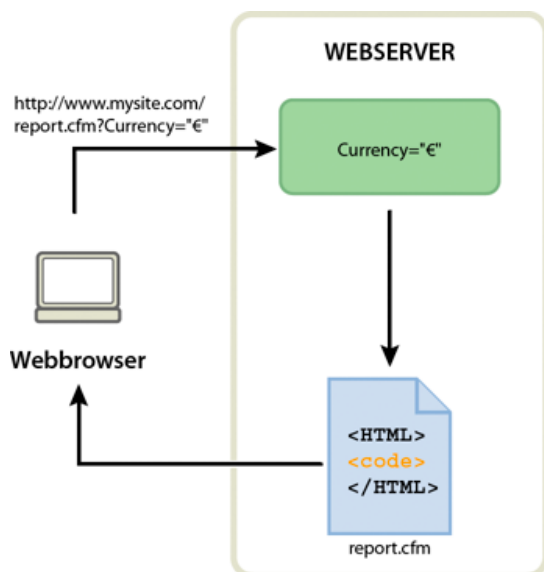 WEBSERVER
http://www.mysite.com/
report.cfm?Currency="€"
Currency="€"
Webbrowser
<HTML>
<code>
</HTML>
report.cfm